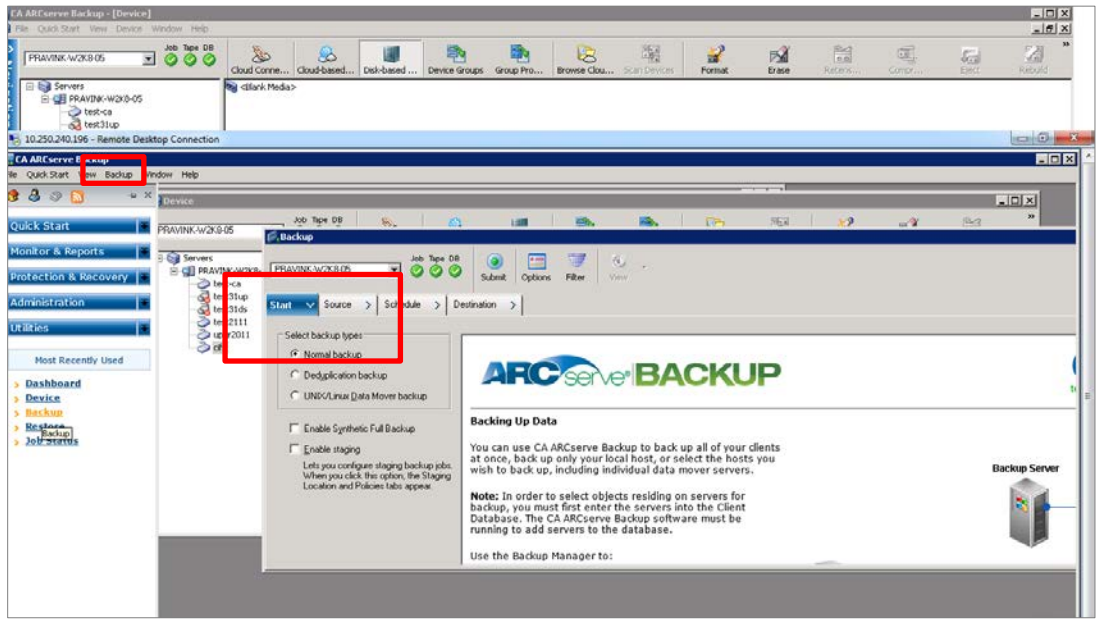 CA ARCserve Backup - [Device]
File Quick Start View Device Window Help
PRAVINK-W2K8-05 Job Tape DB
Cloud Conne... Cloud-based... Disk-based ... Device Groups Group Pro... Browse Clou... Scan Devices Format Erase Retens... Compr... Eject Rebuild »
Servers <Blank Media>
PRAVINK-W2K8-05
test-ca
test31up
10.250.240.196 - Remote Desktop Connection
CA ARCserve Backup
Quick Start View Backup Window Help
Device
Quick Start
PRAVINK-W2K8-05 Job Tape DB »
Backup
Monitor & Reports
Servers
PRAVINK-W2K8-05 Job Tape DB Submit Options Filter View
Protection & Recovery
Administration
test31up
test31ds
test2111
Start Source > Schedule > Destination >
Utilities
Select backup types
Normal backup
Deduplication backup
UNIX/Linux Data Mover backup
Enable Synthetic Full Backup
Enable staging
Lets you configure staging backup jobs.
When you click this option, the Staging
Location and Policies tabs appear.
Most Recently Used
Dashboard
Device
Backup
Restore
Backup
Job Status
ARCserve® BACKUP
Backing Up Data
You can use CA ARCserve Backup to back up all of your clients
at once, back up only your local host, or select the hosts you
wish to back up, including individual data mover servers.
Note: In order to select objects residing on servers for
backup, you must first enter the servers into the Client
Database. The CA ARCserve Backup software must be
running to add servers to the database.
Use the Backup Manager to:
Backup Server